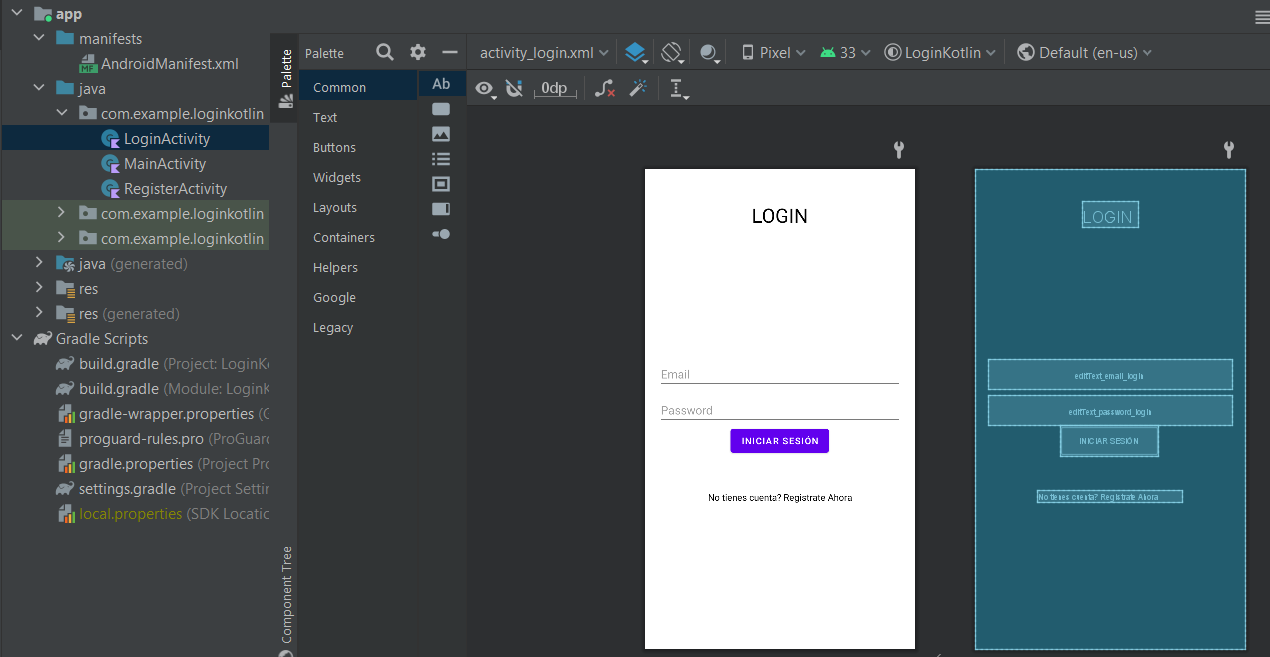 app
manifests
AndroidManifest.xml
java
com.example.loginkotlin
LoginActivity
MainActivity
RegisterActivity
com.example.loginkotlin
com.example.loginkotlin
java (generated)
res
res (generated)
Gradle Scripts
build.gradle (Project: LoginK
build.gradle (Module: LoginK
gradle-wrapper.properties (G
proguard-rules.pro (ProGuard
gradle.properties (Project Pro
settings.gradle (Project Settin
local.properties (SDK Locatio
Palette
Component Tree
Palette
Common
Text
Buttons
Widgets
Layouts
Containers
Helpers
Google
Legacy
Ab
activity_login.xml
Pixel
33
LoginKotlin
Default (en-us)
0dp
LOGIN
Email
Password
INICIAR SESIÓN
No tienes cuenta? Registrate Ahora
LOGIN
editText_email_login
editText_password_login
INICIAR SESIÓN
No tienes cuenta? Registrate Ahora